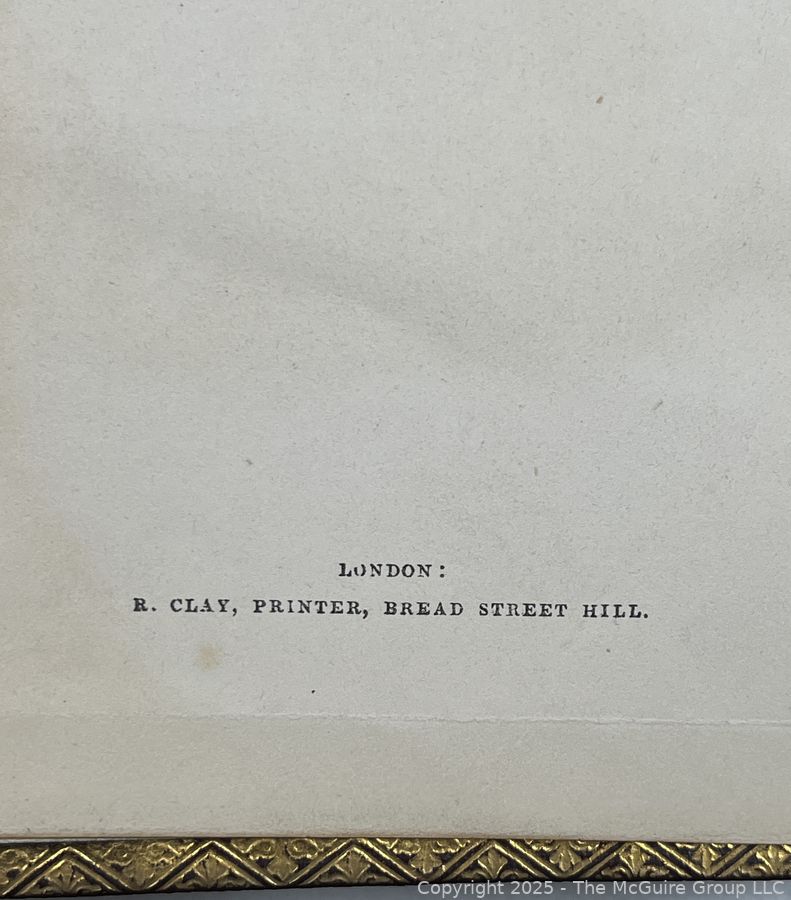 LONDON:
R. CLAY, PRINTER, BREAD STREET HILL.
Copyright 2025 - The McGuire Group LLC